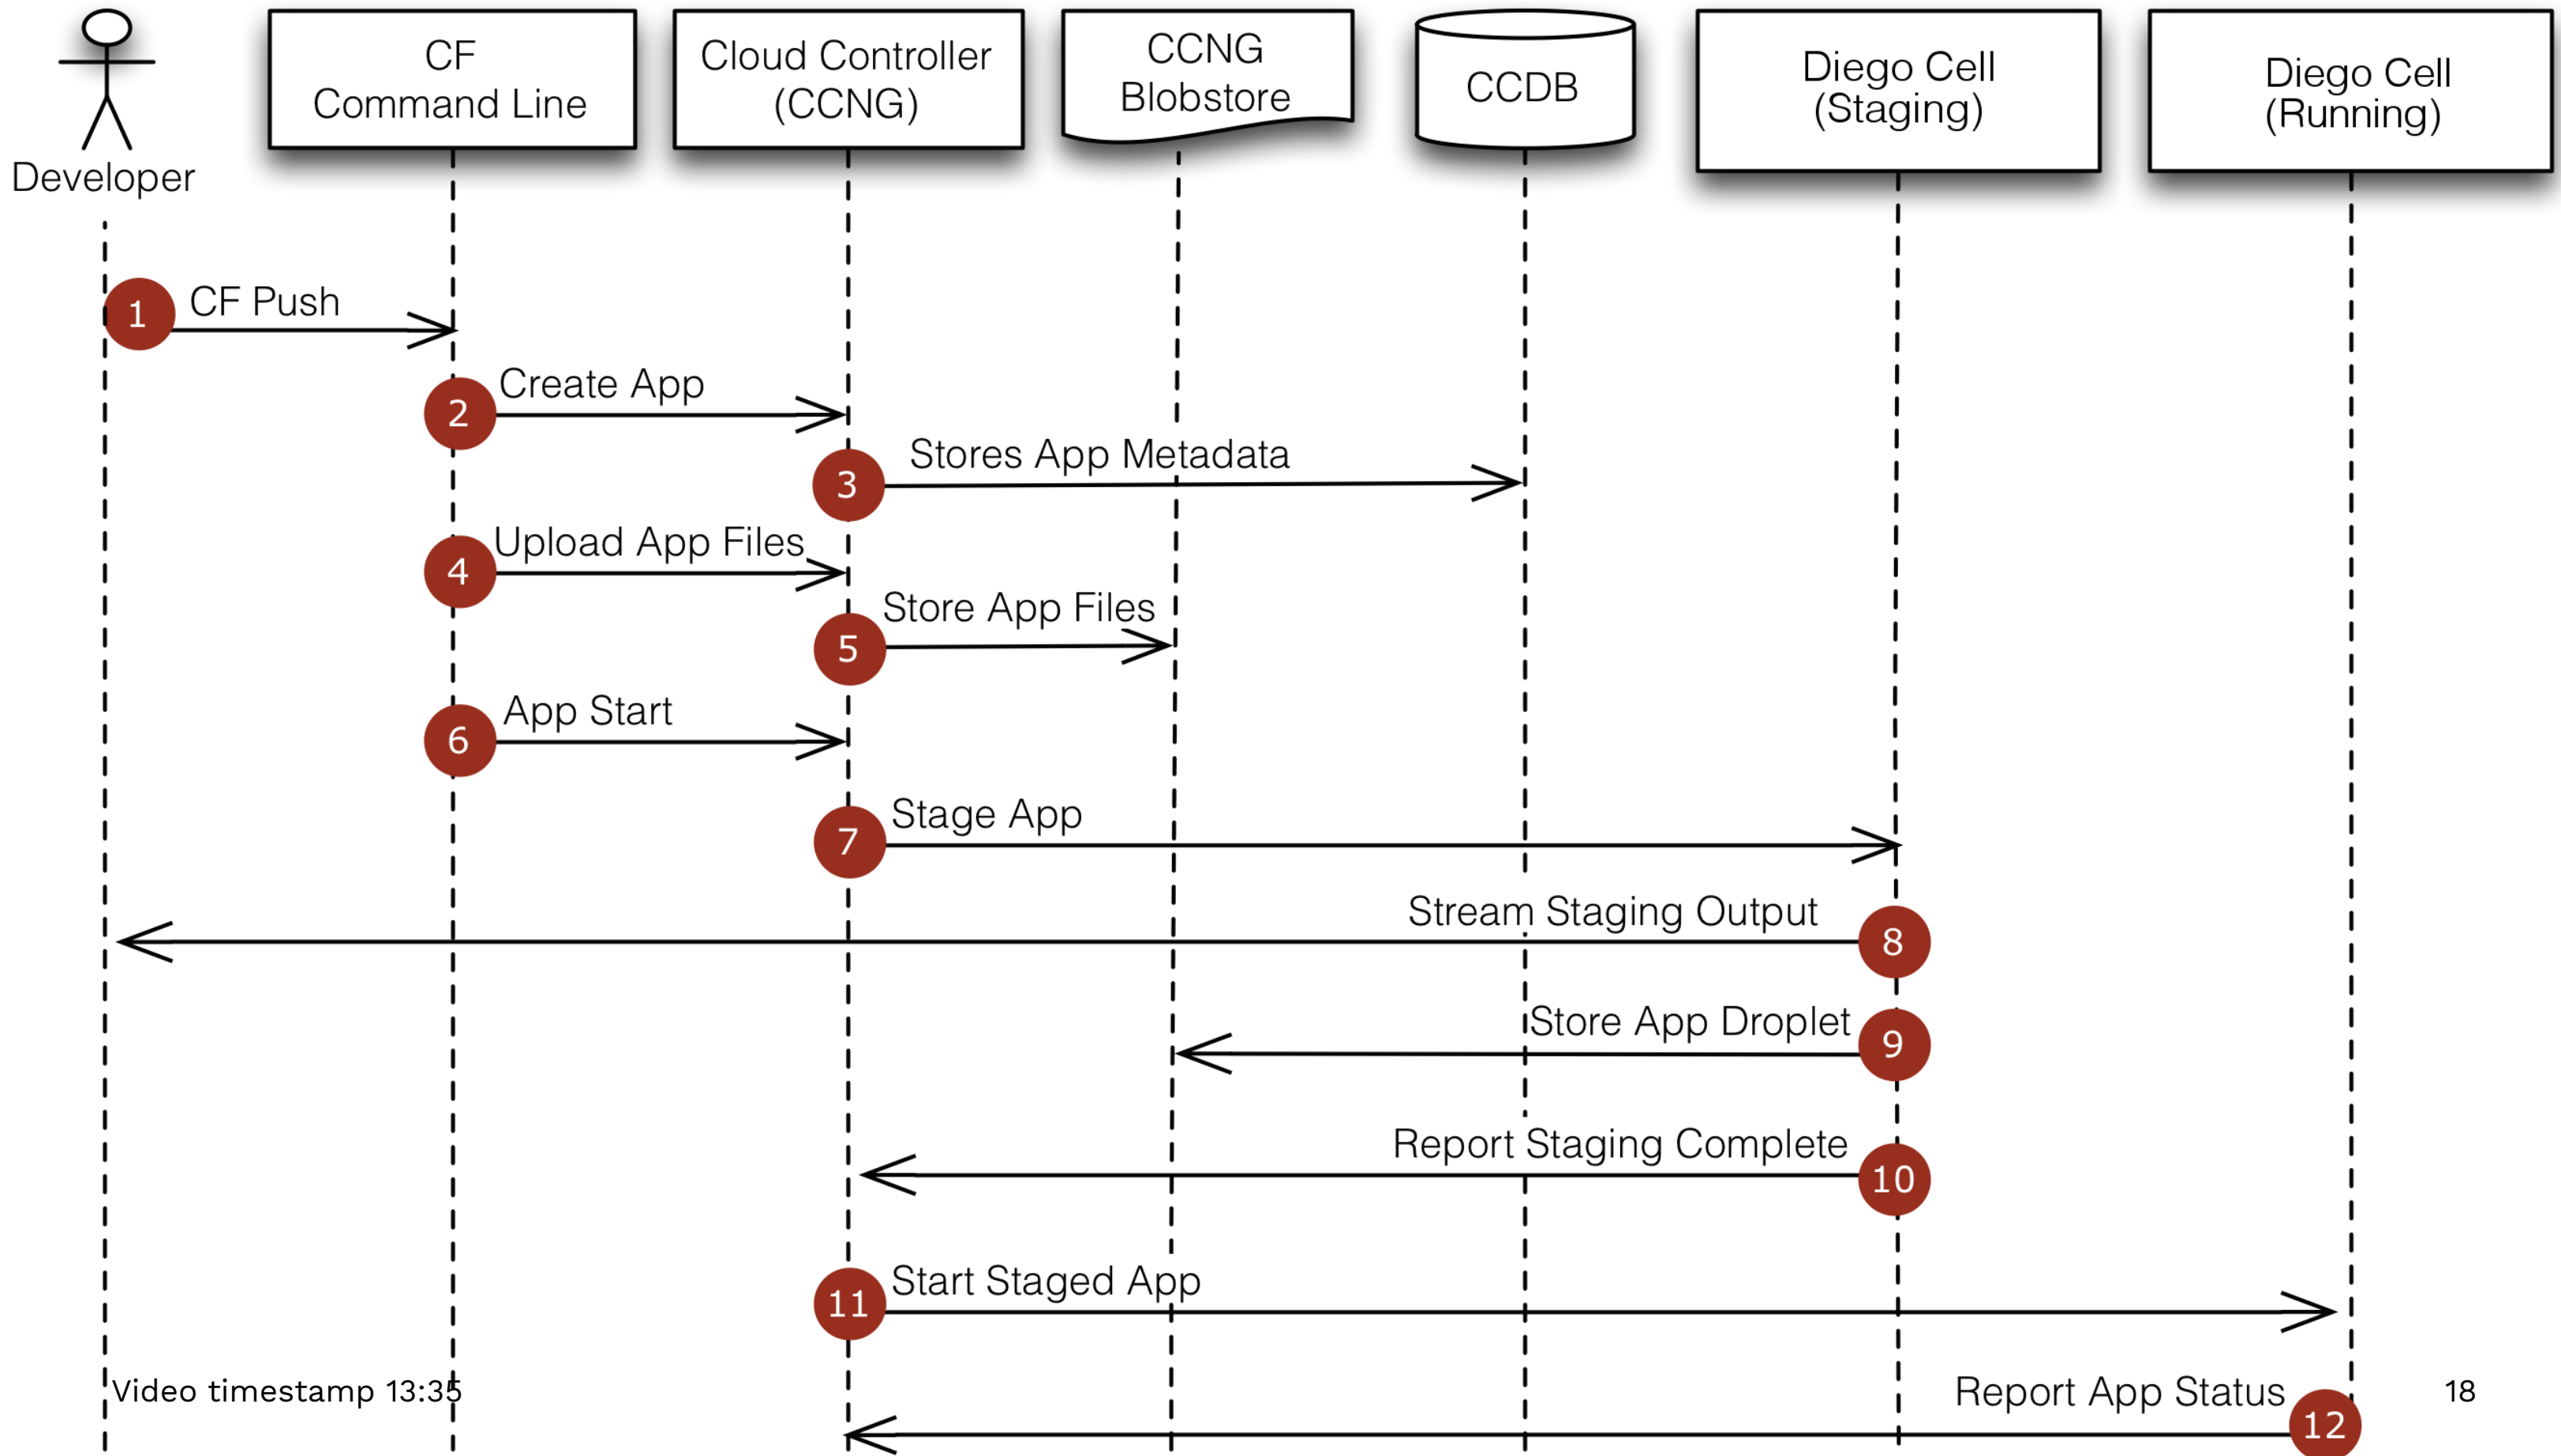 CF
Command Line
Cloud Controller
(CCNG)
CCNG
Blobstore
CCDB
Diego Cell
(Staging)
Diego Cell
(Running)
Developer
1 CF Push
2 Create App
3 Stores App Metadata
4 Upload App Files
5 Store App Files
6 App Start
7 Stage App
Stream Staging Output 8
Store App Droplet 9
Report Staging Complete 10
11 Start Staged App
Video timestamp 13:35
Report App Status 12
18